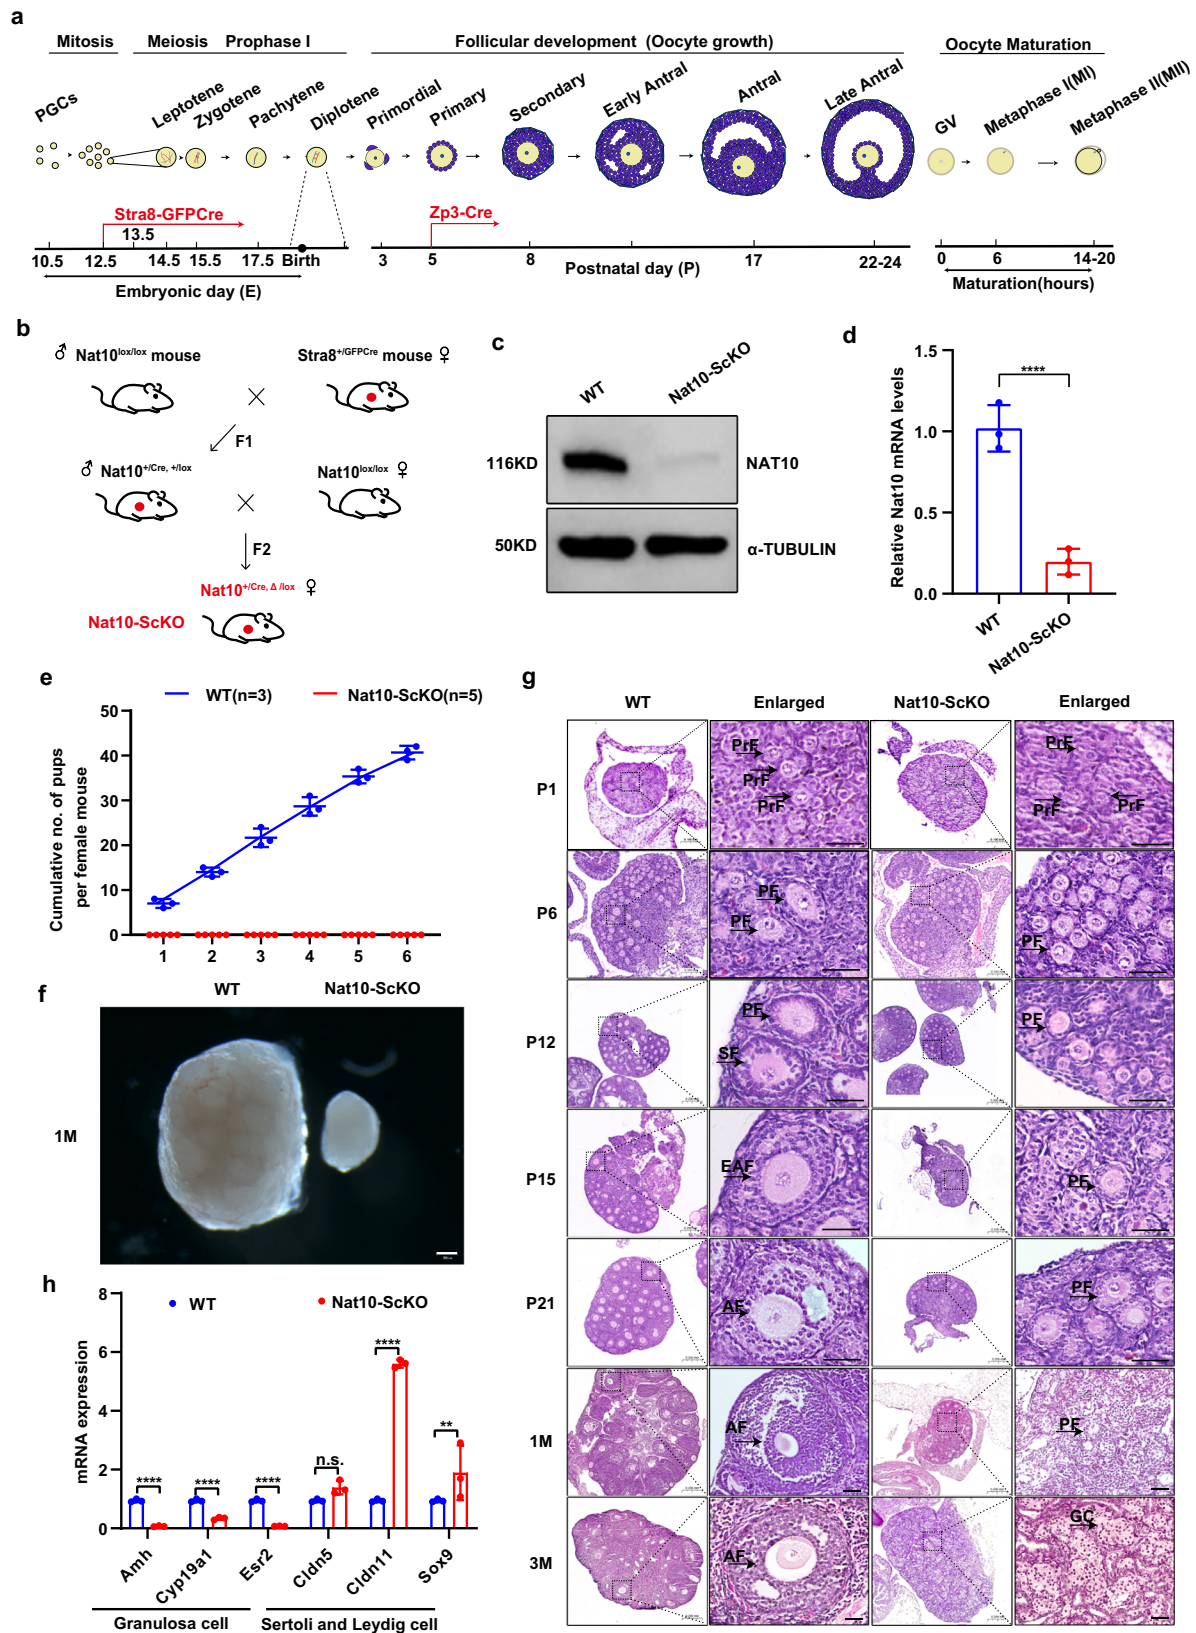 a
Mitosis Meiosis Prophase I Follicular development (Oocyte growth) Oocyte Maturation
PGCs Leptotene Zygotene Pachytene Diplotene Primordial Primary Secondary Early Antral Antral Late Antral GV Metaphase I(MI) Metaphase II(MII)
Stra8-GFPCre Zp3-Cre
13.5
10.5 12.5 14.5 15.5 17.5 Birth 3 5 8 17 22-24 0 6 14-20
Embryonic day (E) Postnatal day (P) Maturation(hours)
b
♂ Nat10lox/lox mouse Stra8+/GFPCre mouse ♀
F1
♂ Nat10+/Cre, +/lox Nat10lox/lox ♀
F2
Nat10+/Cre, Δ /lox ♀
Nat10-ScKO
c
WT Nat10-ScKO
116KD NAT10
50KD α-TUBULIN
d
Relative Nat10 mRNA levels
1.5
1.0
0.5
0.0
****
WT Nat10-ScKO
e
WT(n=3) Nat10-ScKO(n=5)
Cumulative no. of pups
per female mouse
50
40
30
20
10
0
1 2 3 4 5 6
f
WT Nat10-ScKO
1M
g
WT Enlarged Nat10-ScKO Enlarged
P1 PrF PrF PrF PrF PrF PrF
P6 PF PF PF
P12 PF SF PF
P15 EAF PF
P21 AF PF
1M AF PF
3M AF GC
h
WT Nat10-ScKO
mRNA expression
8
6
4
2
0
**** **** **** n.s. **** **
Amh Cyp19a1 Esr2 Cldn5 Cldn11 Sox9
Granulosa cell Sertoli and Leydig cell